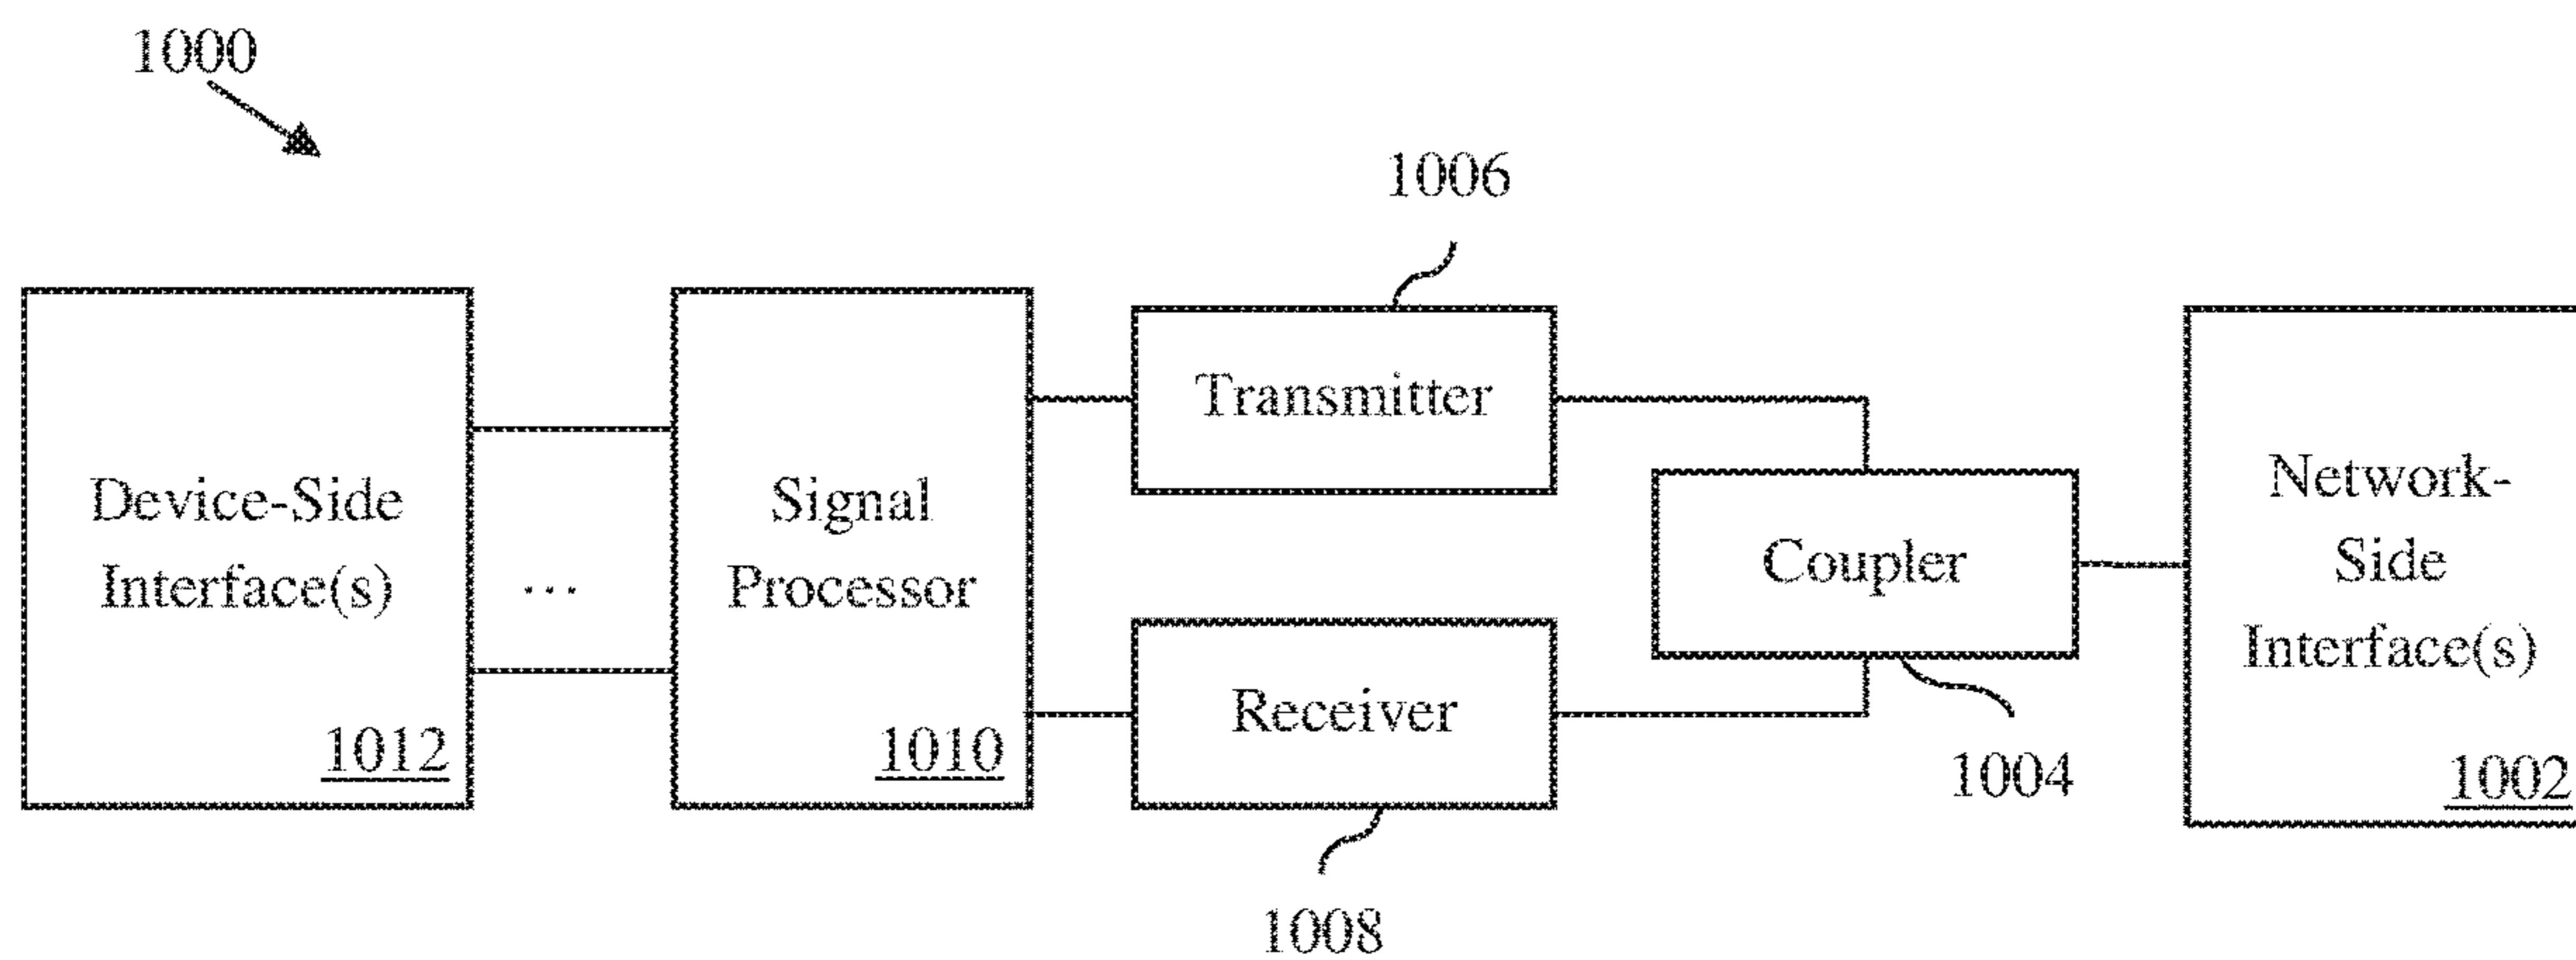 1000
1006
Transmitter
Device-Side
Interface(s)
...
1012
Signal
Processor
1010
Coupler
1004
Receiver
1008
Network-
Side
Interface(s)
1002